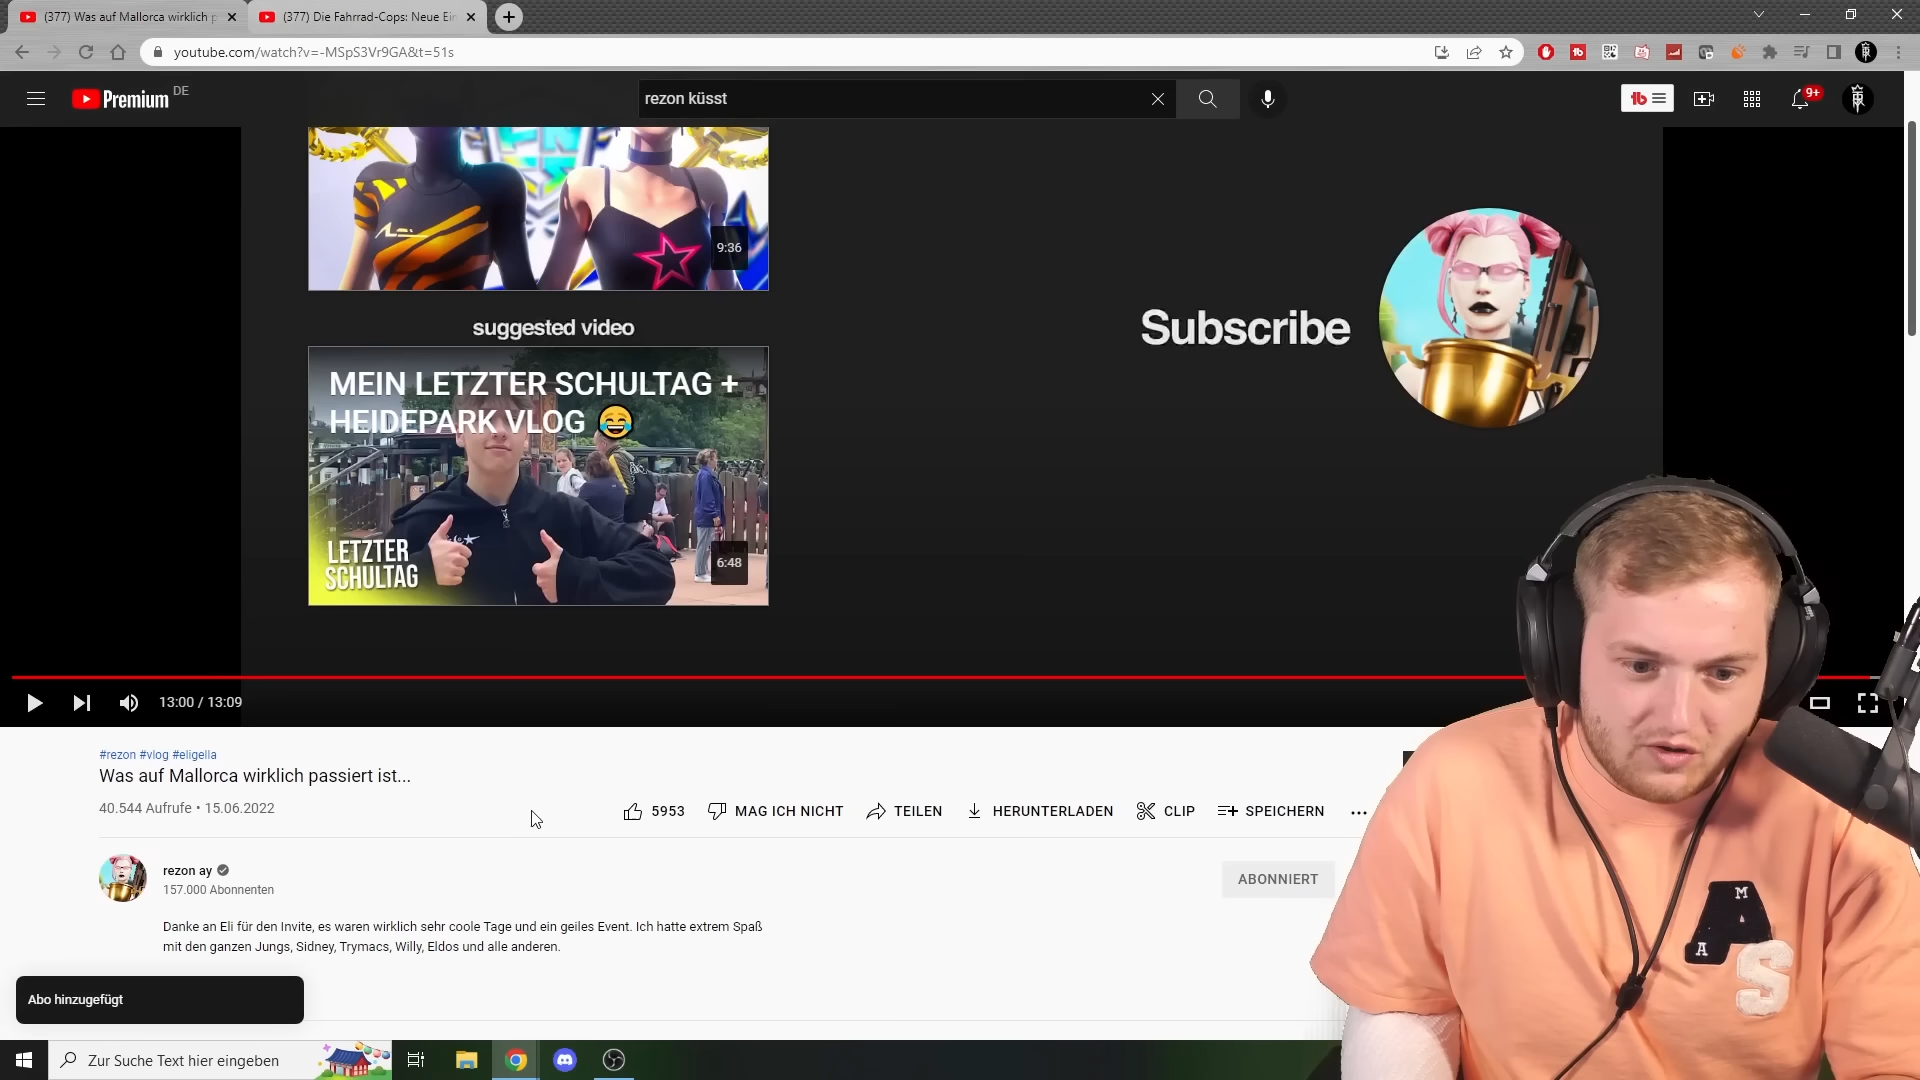 (377) Was auf Mallorca wirklich p
(377) Die Fahrrad-Cops: Neue Ein
youtube.com/watch?v=-MSpS3Vr9GA&t=51s
Premium DE
rezon küsst
9+
9:36
suggested video
MEIN LETZTER SCHULTAG +
HEIDEPARK VLOG 😂
LETZTER
SCHULTAG
6:48
Subscribe
13:00 / 13:09
#rezon #vlog #eligella
Was auf Mallorca wirklich passiert ist...
40.544 Aufrufe • 15.06.2022
5953 MAG ICH NICHT TEILEN HERUNTERLADEN CLIP SPEICHERN ...
rezon ay
157.000 Abonnenten
ABONNIERT
Danke an Eli für den Invite, es waren wirklich sehr coole Tage und ein geiles Event. Ich hatte extrem Spaß
mit den ganzen Jungs, Sidney, Trymacs, Willy, Eldos und alle anderen.
Abo hinzugefügt
Zur Suche Text hier eingeben
M
A
A
S